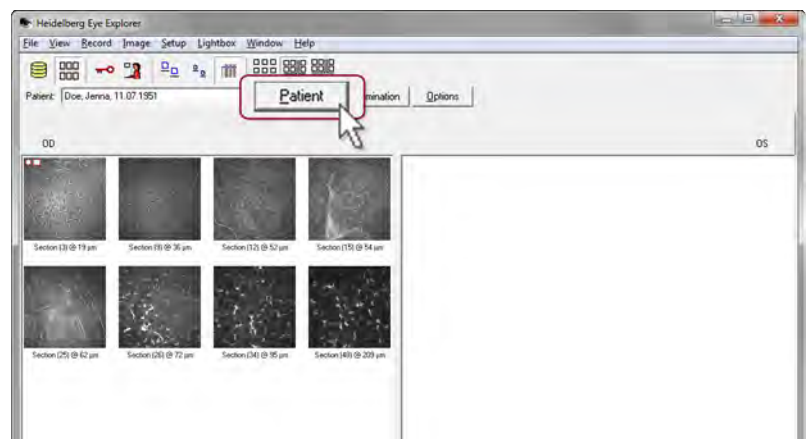 Heidelberg Eye Explorer
File View Record Image Setup Lightbox Window Help
Patient: Doe, Jenna, 11.07.1951 Patient mination Options
OD OS
Section (3) @ 19 µm Section (9) @ 36 µm Section (12) @ 52 µm Section (15) @ 54 µm
Section (25) @ 62 µm Section (26) @ 72 µm Section (34) @ 95 µm Section (48) @ 209 µm